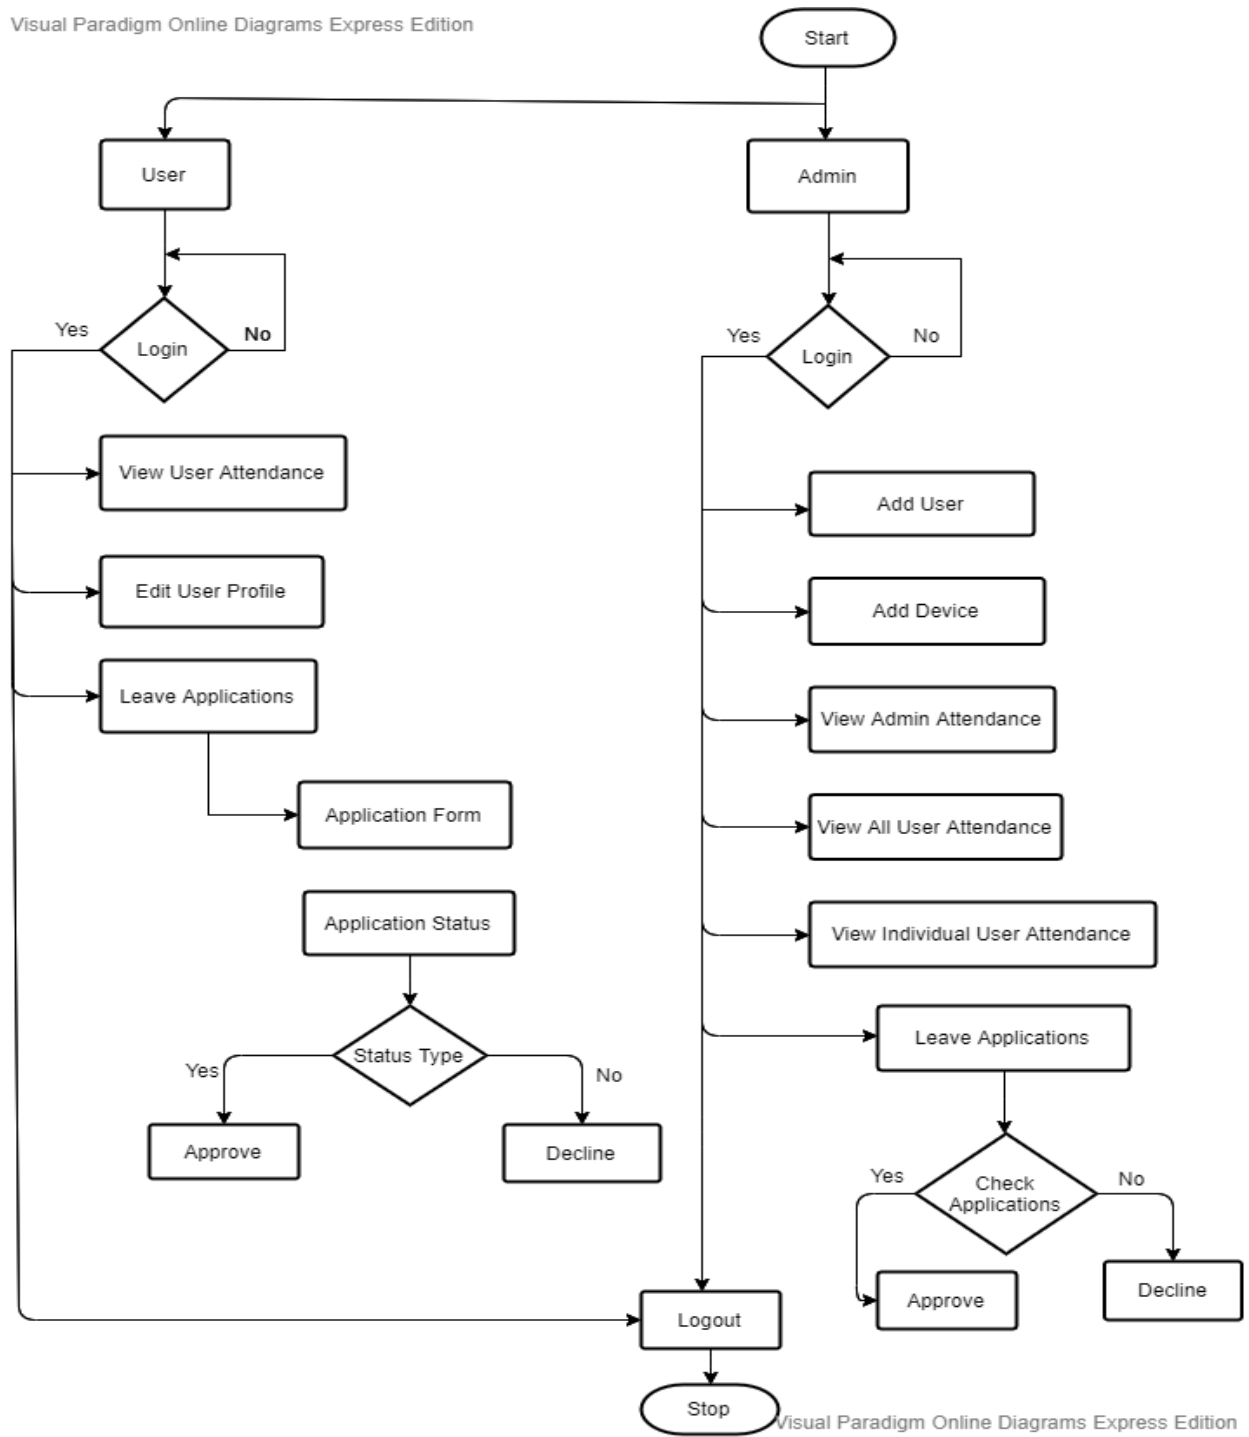 Visual Paradigm Online Diagrams Express Edition
Start
User
Admin
Yes
Login
No
Yes
Login
No
View User Attendance
Edit User Profile
Leave Applications
Application Form
Application Status
Status Type
Yes
No
Approve
Decline
Add User
Add Device
View Admin Attendance
View All User Attendance
View Individual User Attendance
Leave Applications
Check
Applications
Yes
No
Approve
Decline
Logout
Stop
Visual Paradigm Online Diagrams Express Edition